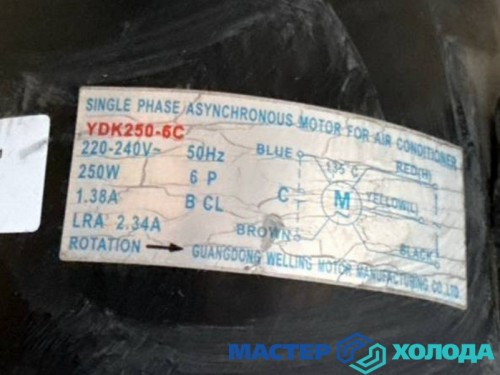 SINGLE PHASE ASYNCHRONOUS MOTOR FOR AIR CONDITIONER
YDK250-6C
220-240V~ 50Hz
250W 6 P
1.38A B CL
LRA 2.34A
ROTATION
BLUE
C
BROWN
135°C
M
RED(H)
YELLOW(L)
BLACK
GUANGDONG WELLING MOTOR MANUFACTURING CO.LTD
МАСТЕР ХОЛОДА